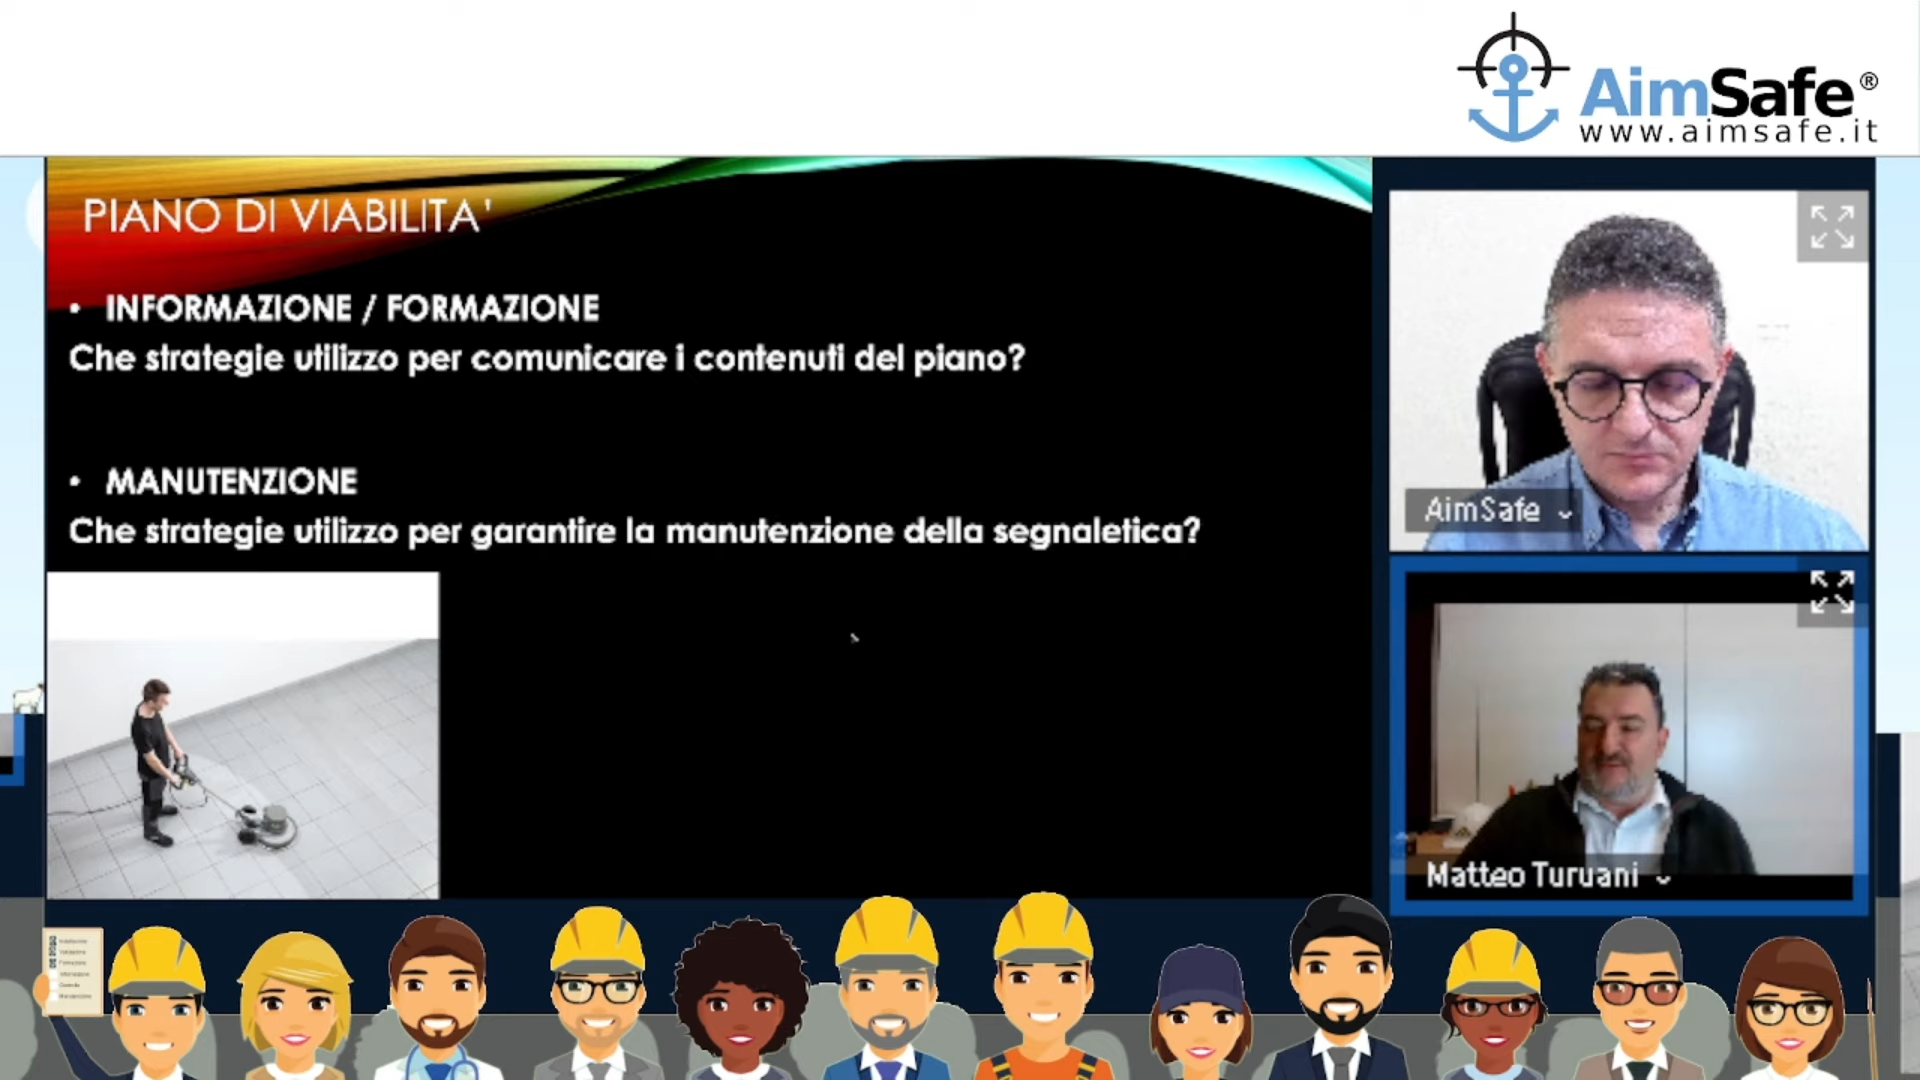 AimSafe®
www.aimsafe.it
PIANO DI VIABILITA'
• INFORMAZIONE / FORMAZIONE
Che strategie utilizzo per comunicare i contenuti del piano?
• MANUTENZIONE
Che strategie utilizzo per garantire la manutenzione della segnaletica?
AimSafe
Matteo Turuani